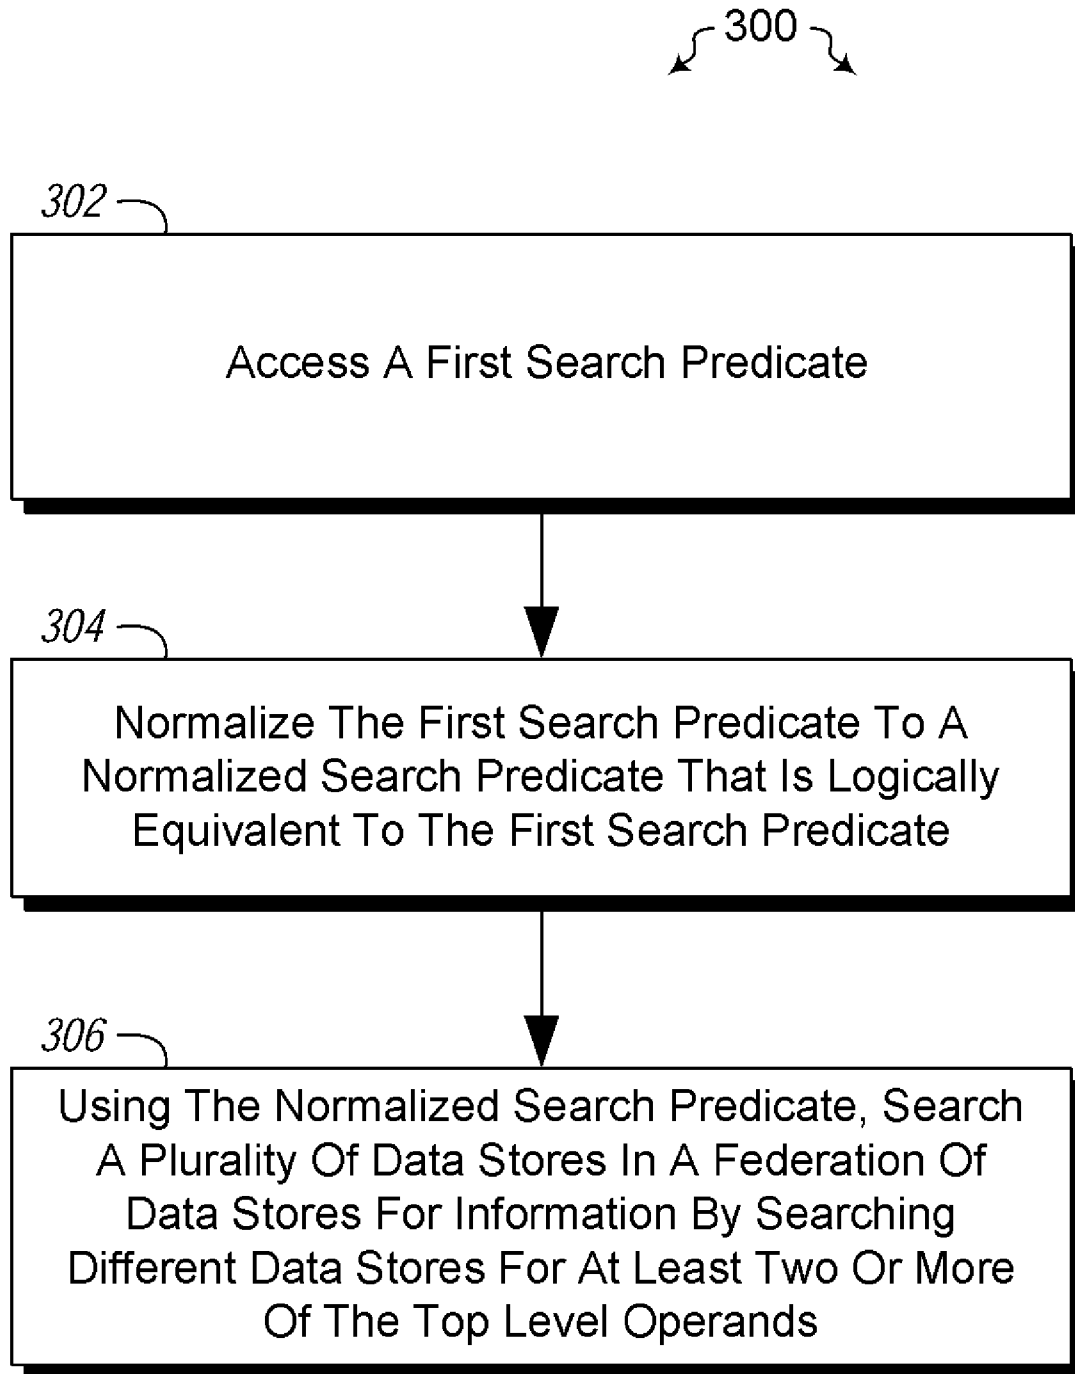 300
302
Access A First Search Predicate
304
Normalize The First Search Predicate To A
Normalized Search Predicate That Is Logically
Equivalent To The First Search Predicate
306
Using The Normalized Search Predicate, Search
A Plurality Of Data Stores In A Federation Of
Data Stores For Information By Searching
Different Data Stores For At Least Two Or More
Of The Top Level Operands